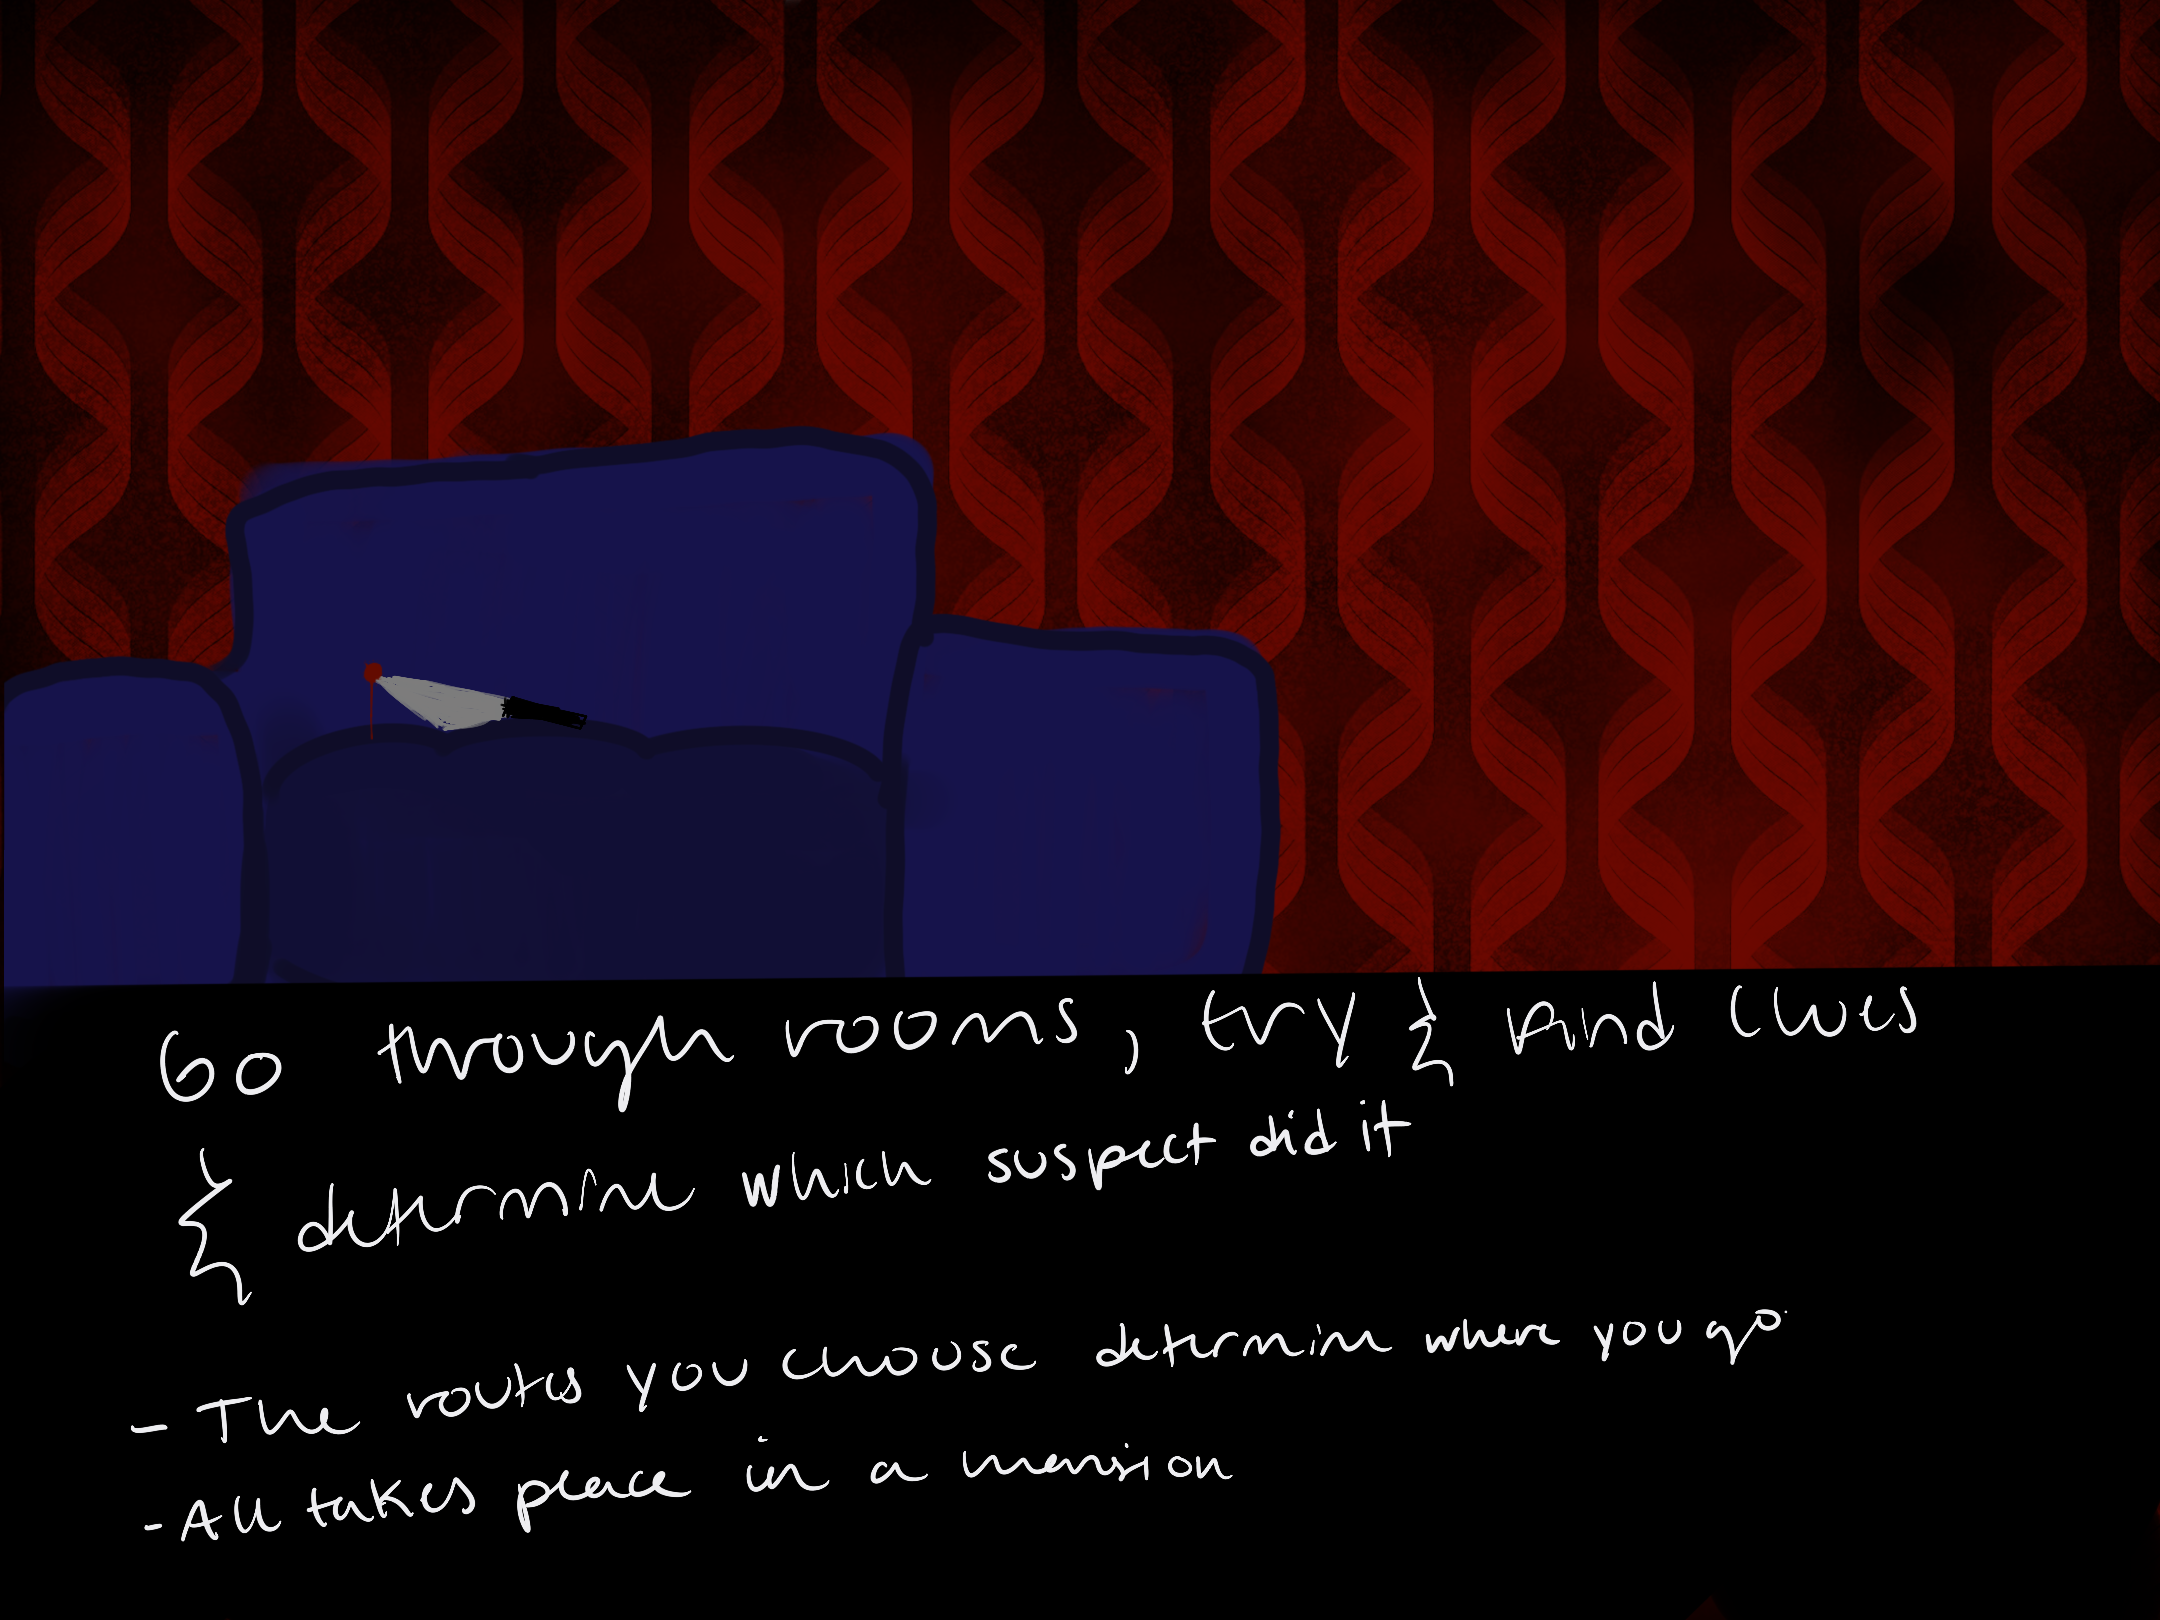 Go through rooms, try & find clues
& determine which suspect did it
- The routes you choose determine where you go
- All takes place in a mansion